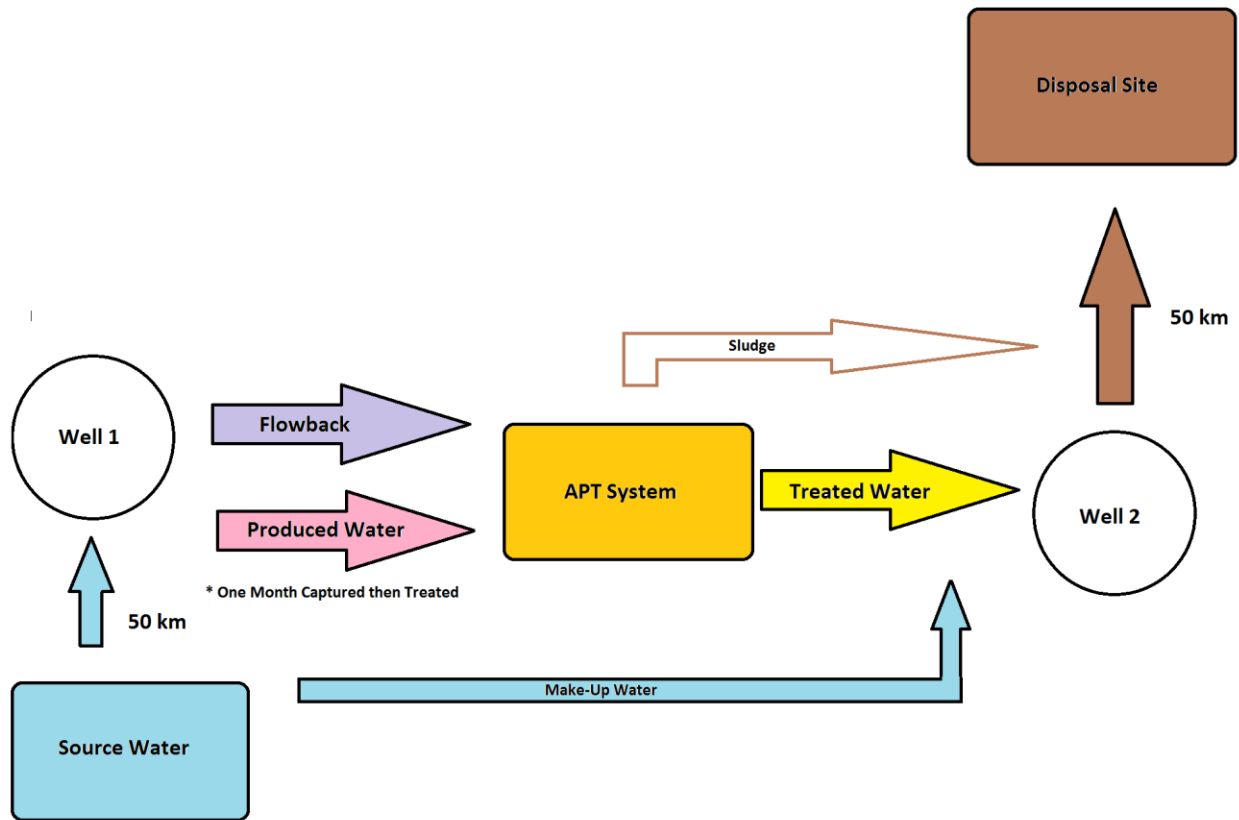 Disposal Site
50 km
Sludge
Well 1
Flowback
APT System
Treated Water
Well 2
Produced Water
* One Month Captured then Treated
50 km
Make-Up Water
Source Water